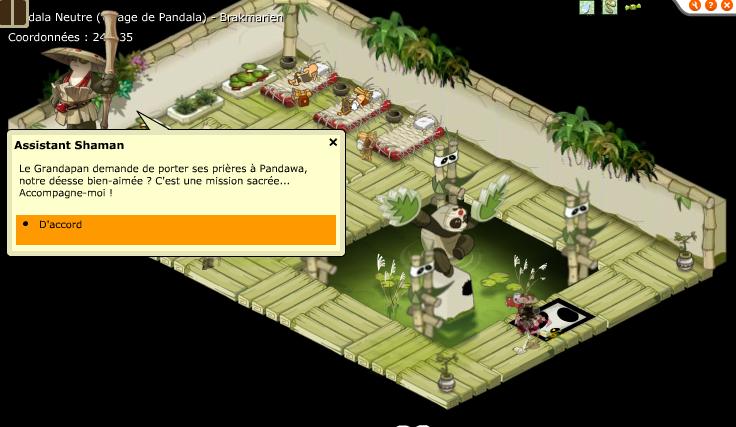 dala Neutre ( age de Pandala) - Brakmarien
Coordonnées : 24 35
Assistant Shaman
Le Grandapan demande de porter ses prières à Pandawa,
notre déesse bien-aimée ? C'est une mission sacrée...
Accompagne-moi !
D'accord